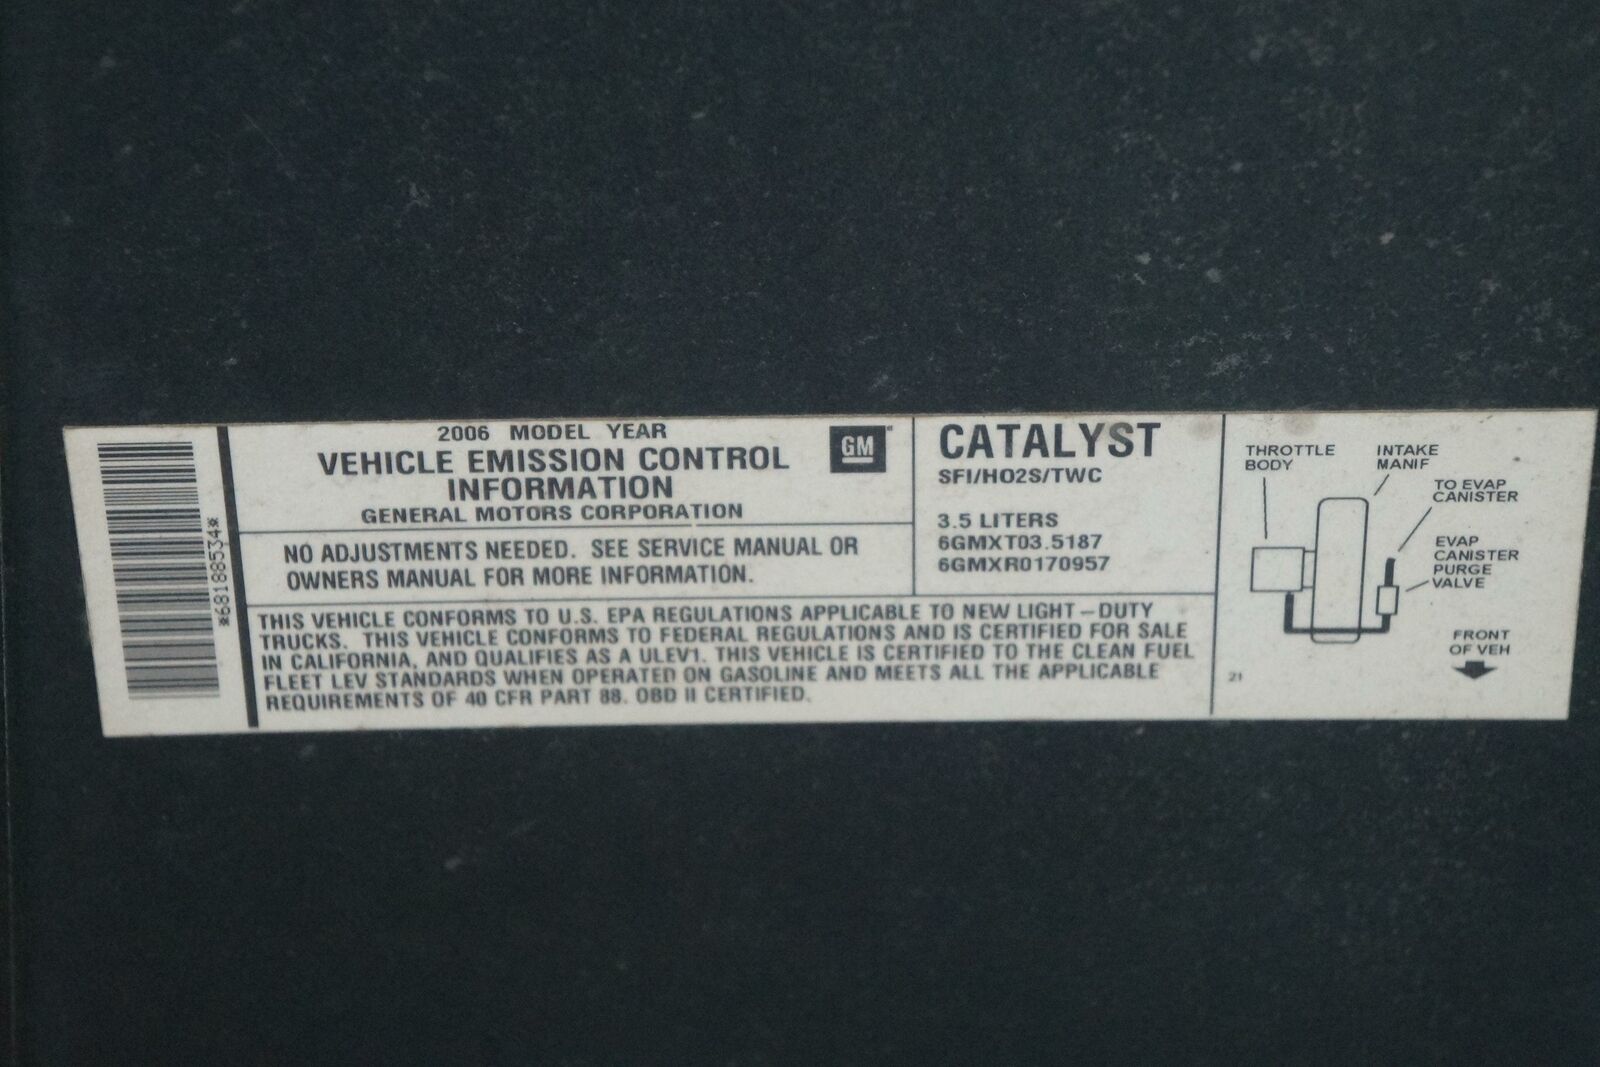 *68188534*
2006 MODEL YEAR
VEHICLE EMISSION CONTROL
INFORMATION
GENERAL MOTORS CORPORATION
GM
NO ADJUSTMENTS NEEDED. SEE SERVICE MANUAL OR
OWNERS MANUAL FOR MORE INFORMATION.
CATALYST
SFI/HO2S/TWC
3.5 LITERS
6GMXT03.5187
6GMXR0170957
THIS VEHICLE CONFORMS TO U.S. EPA REGULATIONS APPLICABLE TO NEW LIGHT-DUTY
TRUCKS. THIS VEHICLE CONFORMS TO FEDERAL REGULATIONS AND IS CERTIFIED FOR SALE
IN CALIFORNIA, AND QUALIFIES AS A ULEV1. THIS VEHICLE IS CERTIFIED TO THE CLEAN FUEL
FLEET LEV STANDARDS WHEN OPERATED ON GASOLINE AND MEETS ALL THE APPLICABLE
REQUIREMENTS OF 40 CFR PART 88. OBD II CERTIFIED.
THROTTLE
BODY
INTAKE
MANIF
TO EVAP
CANISTER
EVAP
CANISTER
PURGE
VALVE
FRONT
OF VEH
21